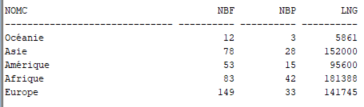 NOMC NBF NBP LNG
------------------------------ ---------- ---------- ----------
Océanie 12 3 5861
Asie 78 28 152000
Amérique 53 15 95600
Afrique 83 42 181388
Europe 149 33 141745